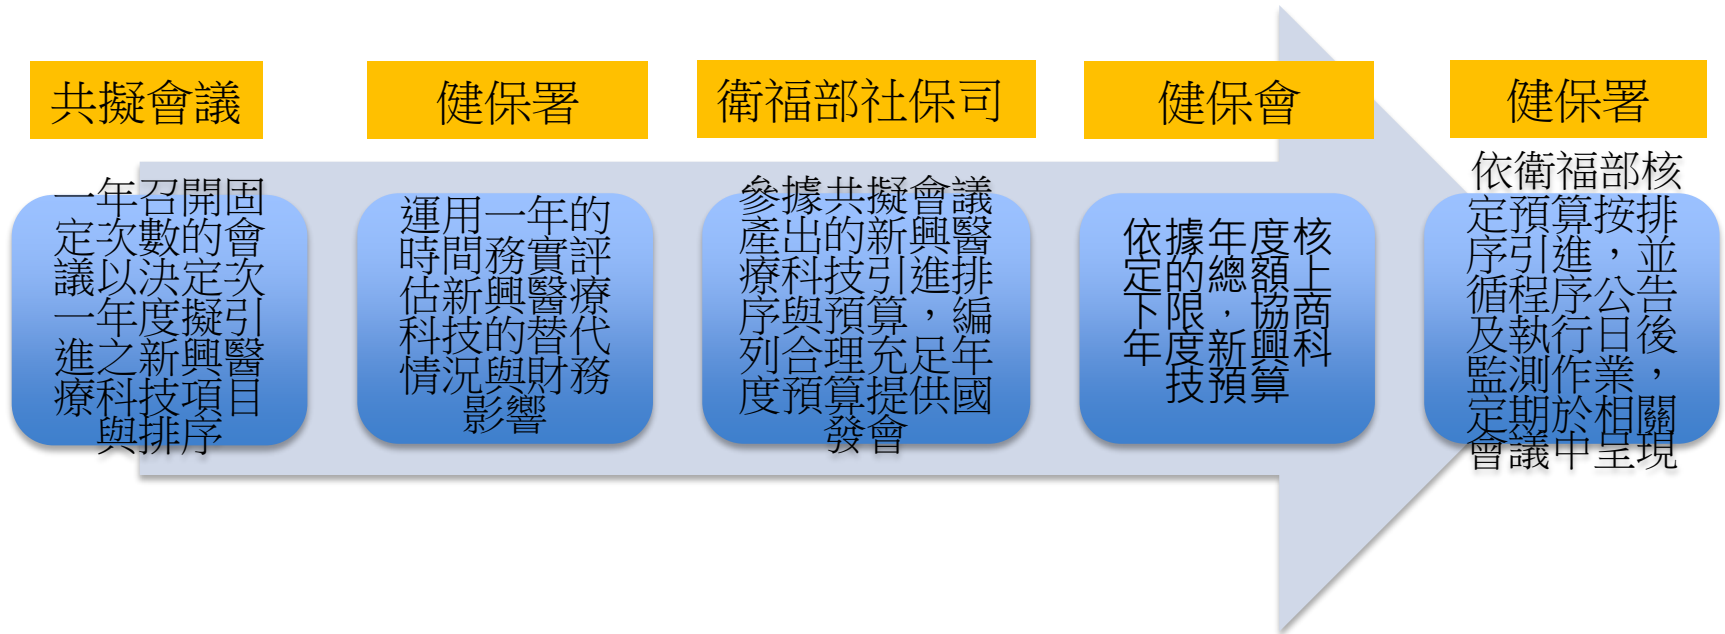 共擬會議
一年召開固
定次數的會
議以決定次
一年度擬引
進之新興醫
療科技項目
與排序
健保署
運用一年的
時間務實評
估新興醫療
科技的替代
情況與財務
影響
衛福部社保司
參據共擬會議
產出的新興醫
療科技引進排
序與預算，編
列合理充足年
度預算提供國
發會
健保會
依據年度核
定的總額上
下限，協商
年度新興科
技預算
健保署
依衛福部核
定預算按排
序引進，並
循程序公告
及執行日後
監測作業，
定期於相關
會議中呈現